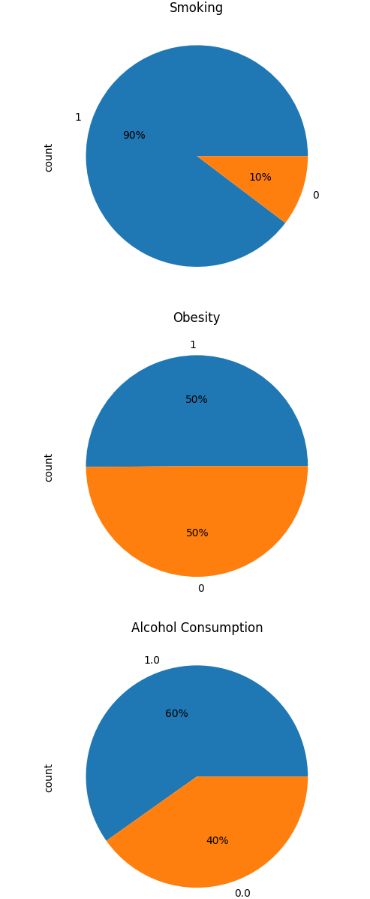 Smoking
1
90%
count
10%
0
Obesity
1
50%
count
50%
0
Alcohol Consumption
1.0
60%
count
40%
0.0